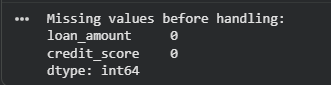 Missing values before handling:
loan_amount     0
credit_score    0
dtype: int64